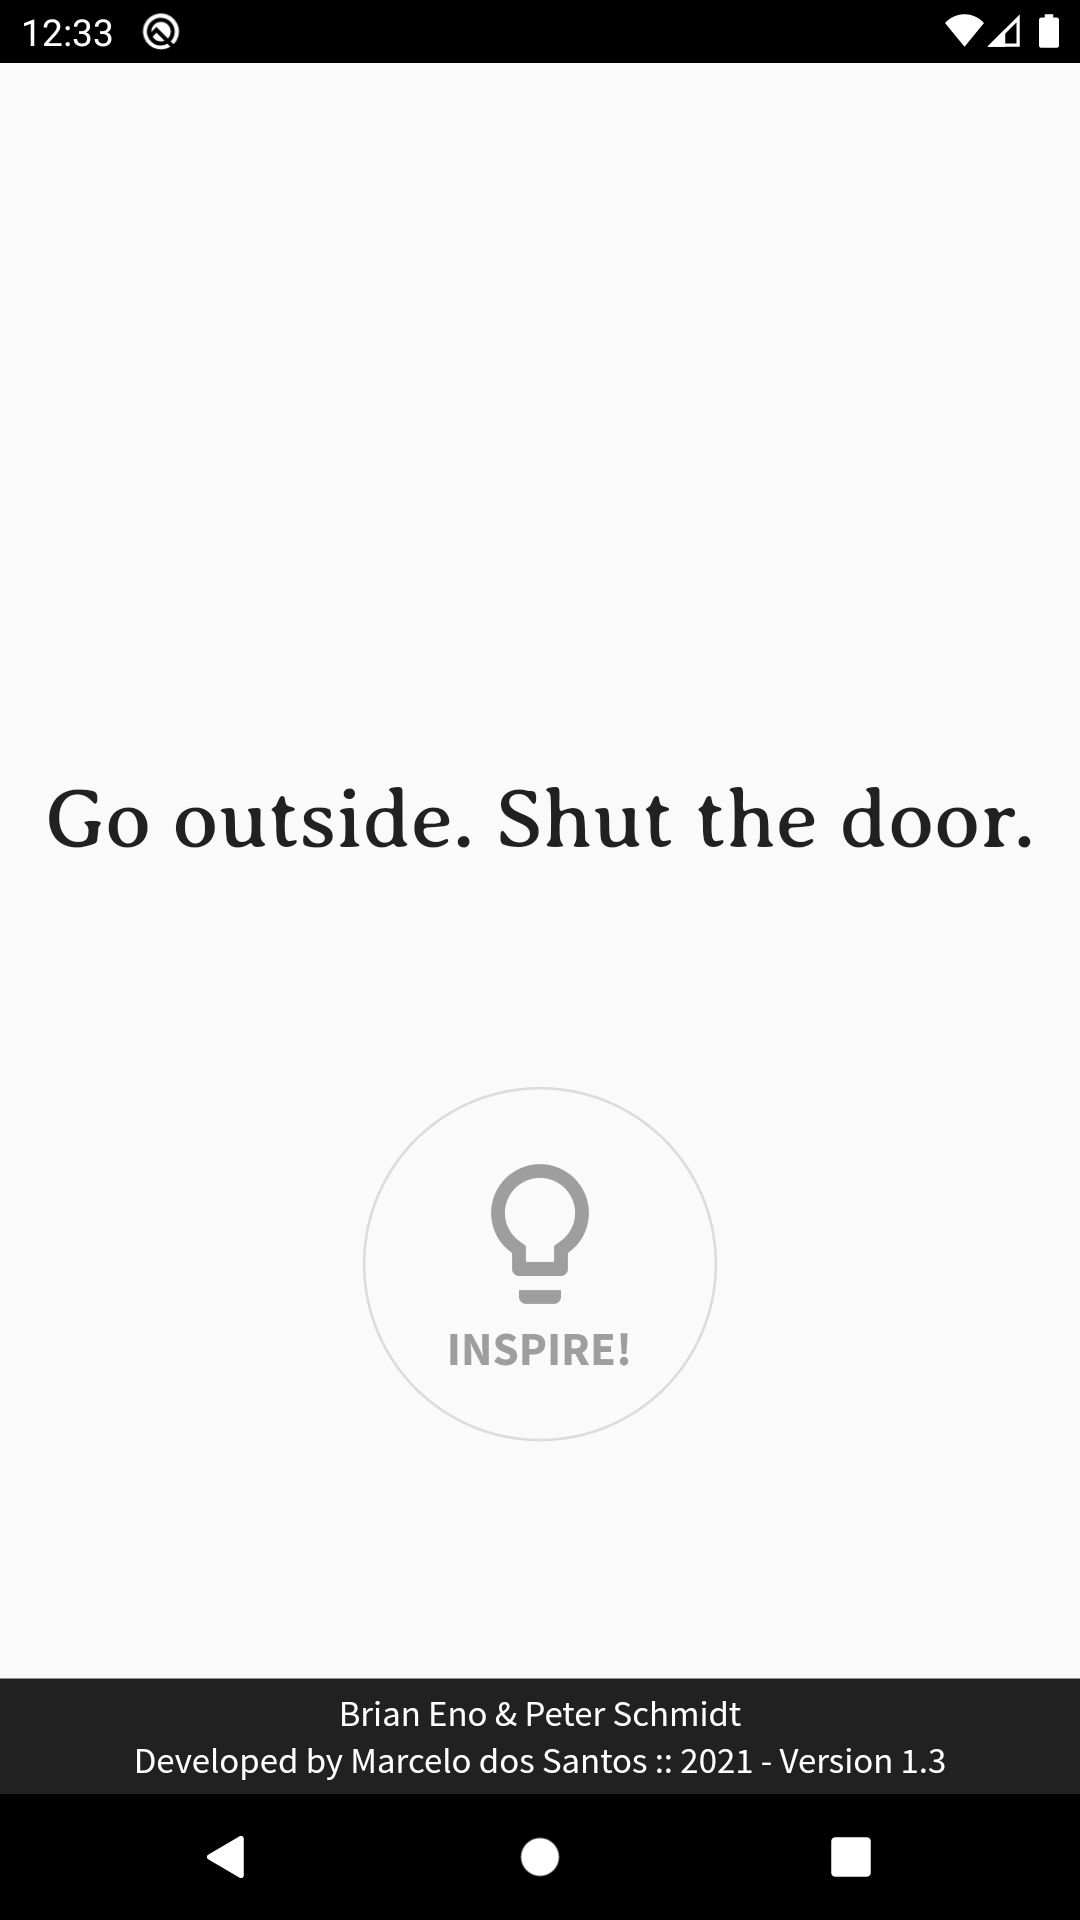 12:33
Go outside. Shut the door.
INSPIRE!
Brian Eno & Peter Schmidt
Developed by Marcelo dos Santos :: 2021 - Version 1.3